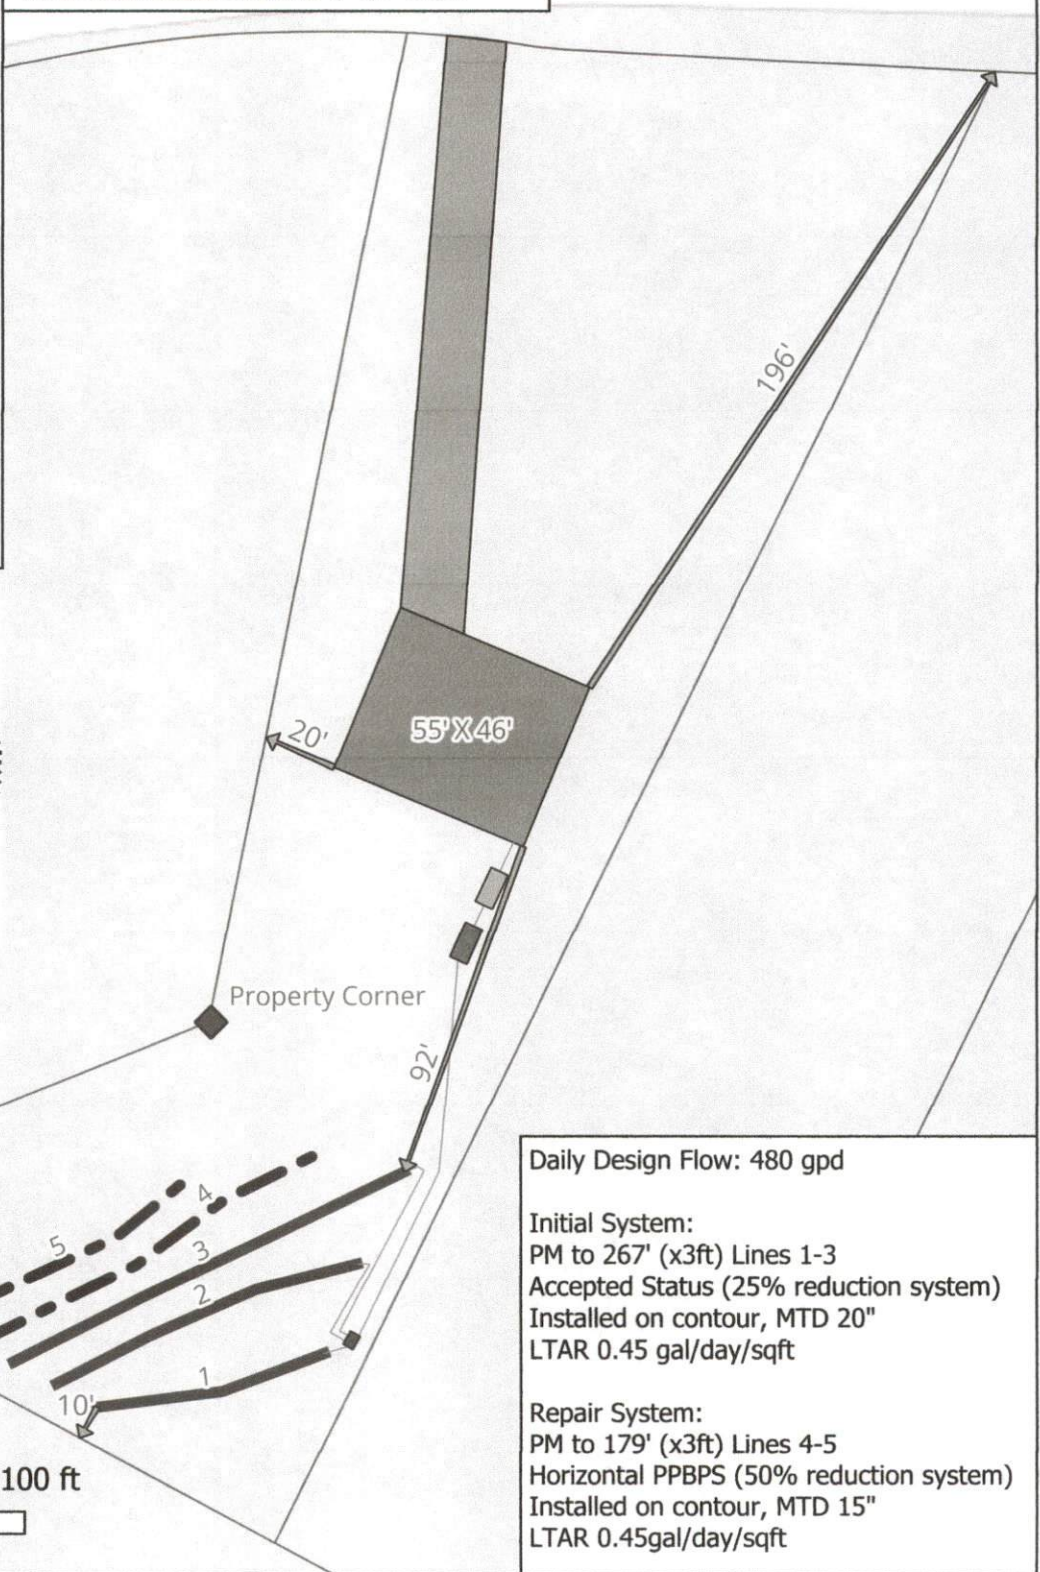 196'
55' X 46'
20'
Property Corner
92'
4
5
3
2
1
10'
100 ft
Daily Design Flow: 480 gpd
Initial System:
PM to 267' (x3ft) Lines 1-3
Accepted Status (25% reduction system)
Installed on contour, MTD 20"
LTAR 0.45 gal/day/sqft
Repair System:
PM to 179' (x3ft) Lines 4-5
Horizontal PPBPS (50% reduction system)
Installed on contour, MTD 15"
LTAR 0.45gal/day/sqft